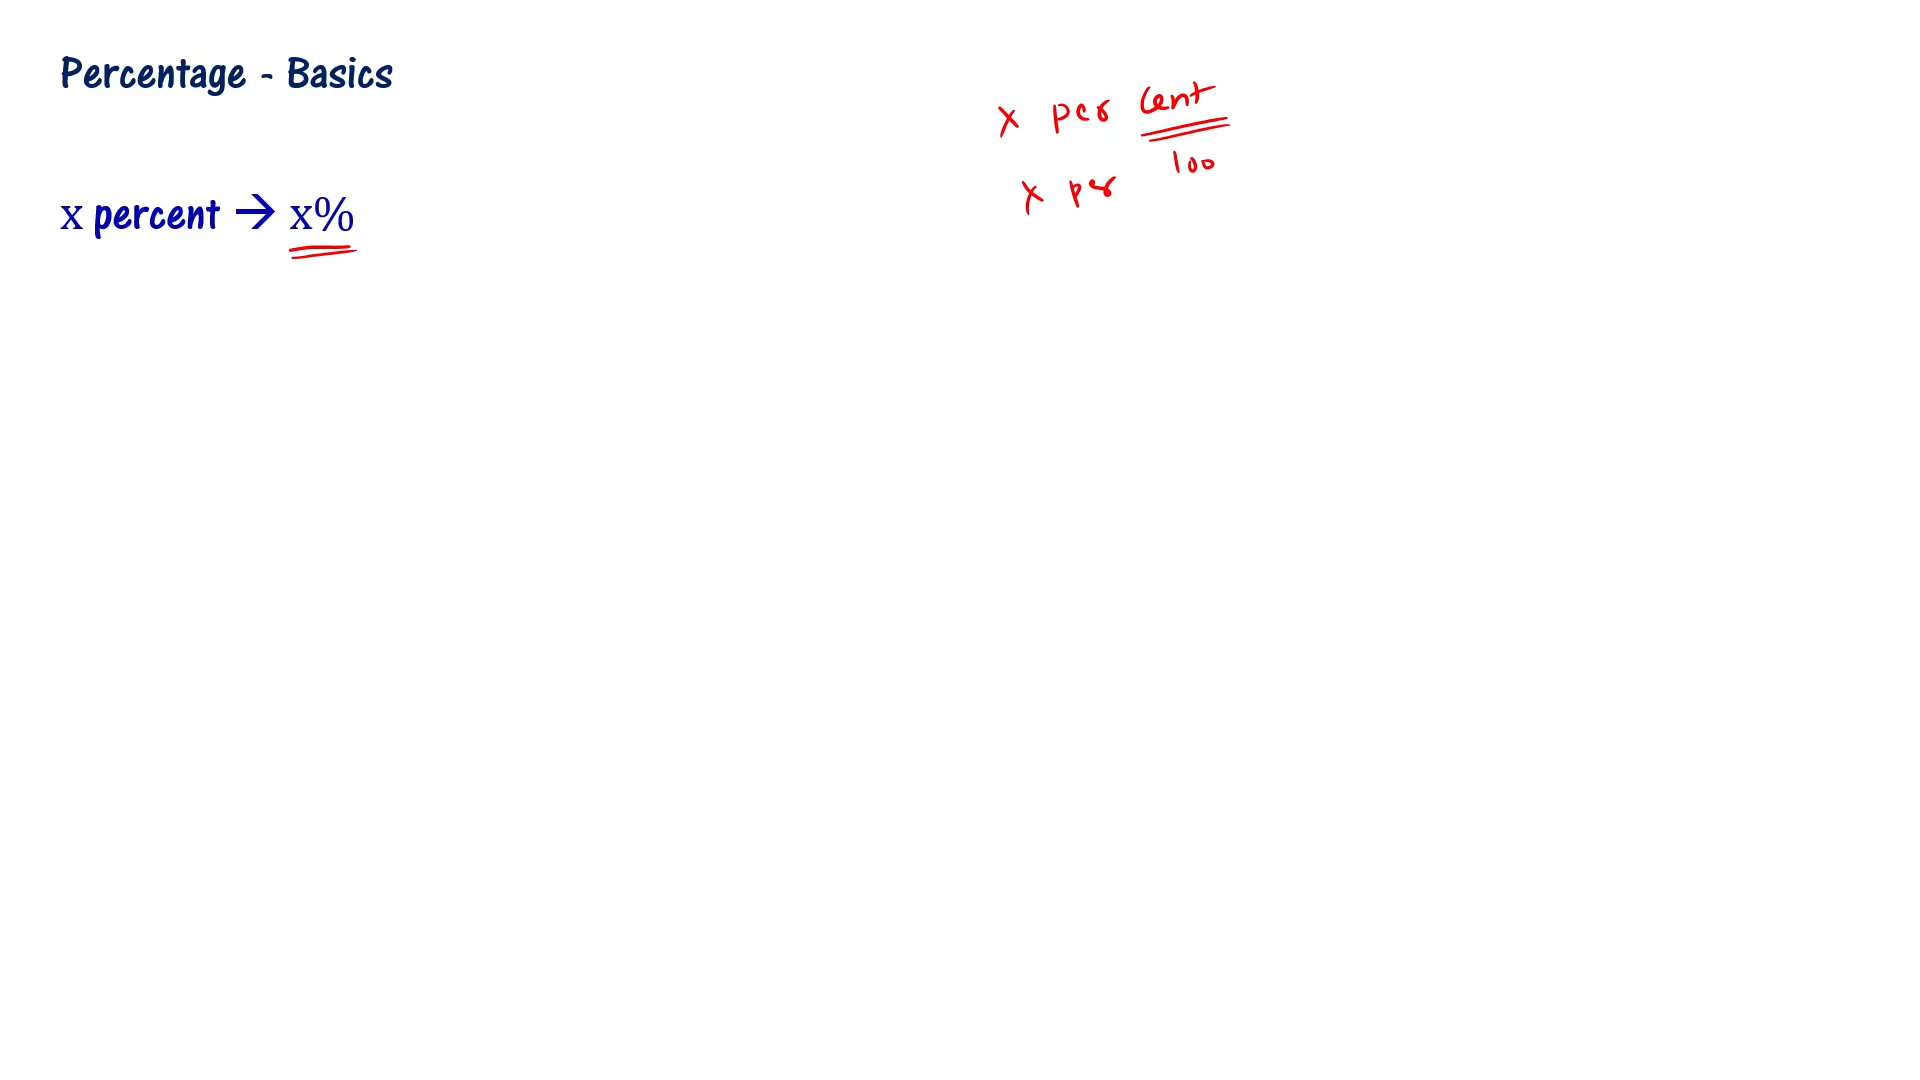 Percentage - Basics
x per cent
100
x per
x percent → x%